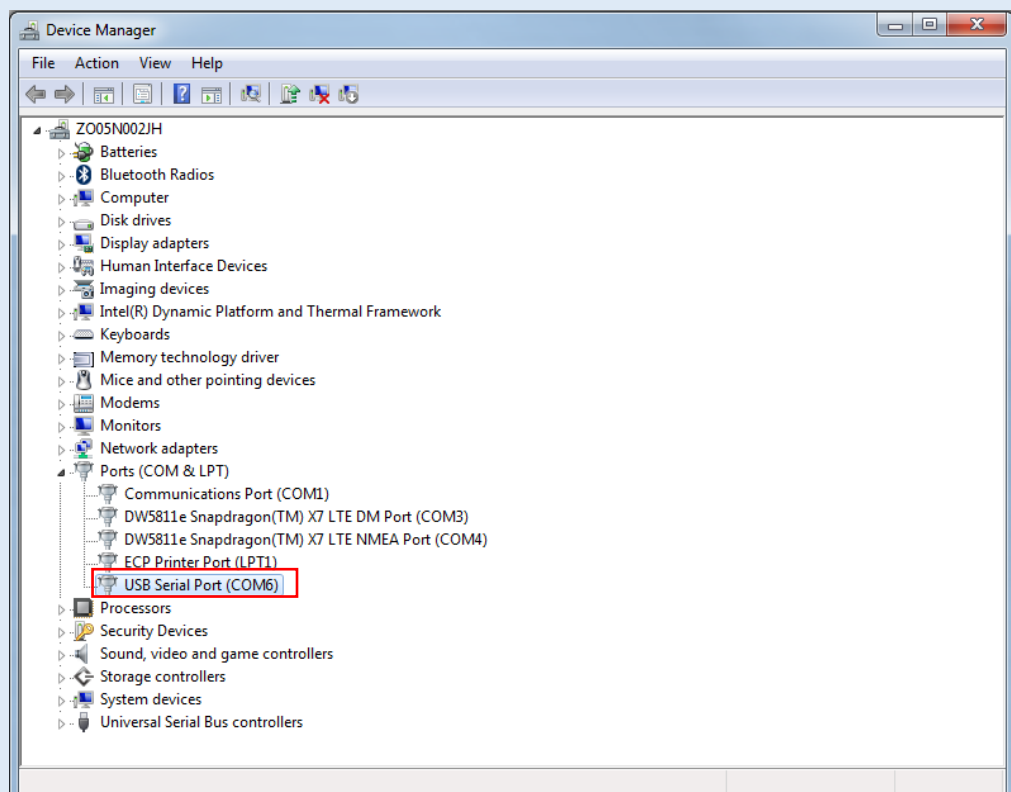 Device Manager
File Action View Help
ZO05N002JH
Batteries
Bluetooth Radios
Computer
Disk drives
Display adapters
Human Interface Devices
Imaging devices
Intel(R) Dynamic Platform and Thermal Framework
Keyboards
Memory technology driver
Mice and other pointing devices
Modems
Monitors
Network adapters
Ports (COM & LPT)
Communications Port (COM1)
DW5811e Snapdragon(TM) X7 LTE DM Port (COM3)
DW5811e Snapdragon(TM) X7 LTE NMEA Port (COM4)
ECP Printer Port (LPT1)
USB Serial Port (COM6)
Processors
Security Devices
Sound, video and game controllers
Storage controllers
System devices
Universal Serial Bus controllers